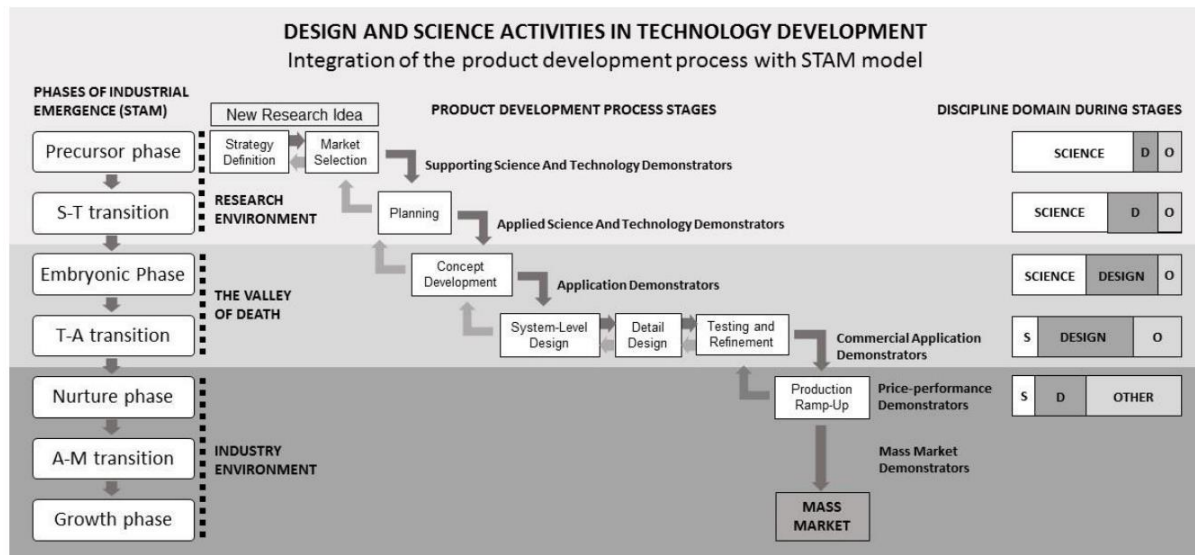 DESIGN AND SCIENCE ACTIVITIES IN TECHNOLOGY DEVELOPMENT
Integration of the product development process with STAM model
PHASES OF INDUSTRIAL
EMERGENCE (STAM)
Precursor phase
S-T transition
Embryonic Phase
T-A transition
Nurture phase
A-M transition
Growth phase
RESEARCH
ENVIRONMENT
THE VALLEY
OF DEATH
INDUSTRY
ENVIRONMENT
PRODUCT DEVELOPMENT PROCESS STAGES
New Research Idea
Strategy
Definition
Market
Selection
Supporting Science And Technology Demonstrators
Planning
Applied Science And Technology Demonstrators
Concept
Development
Application Demonstrators
System-Level
Design
Detail
Design
Testing and
Refinement
Commercial Application
Demonstrators
Production
Ramp-Up
Price-performance
Demonstrators
Mass Market
Demonstrators
MASS
MARKET
DISCIPLINE DOMAIN DURING STAGES
SCIENCE D O
SCIENCE D O
SCIENCE DESIGN O
S DESIGN O
S D OTHER